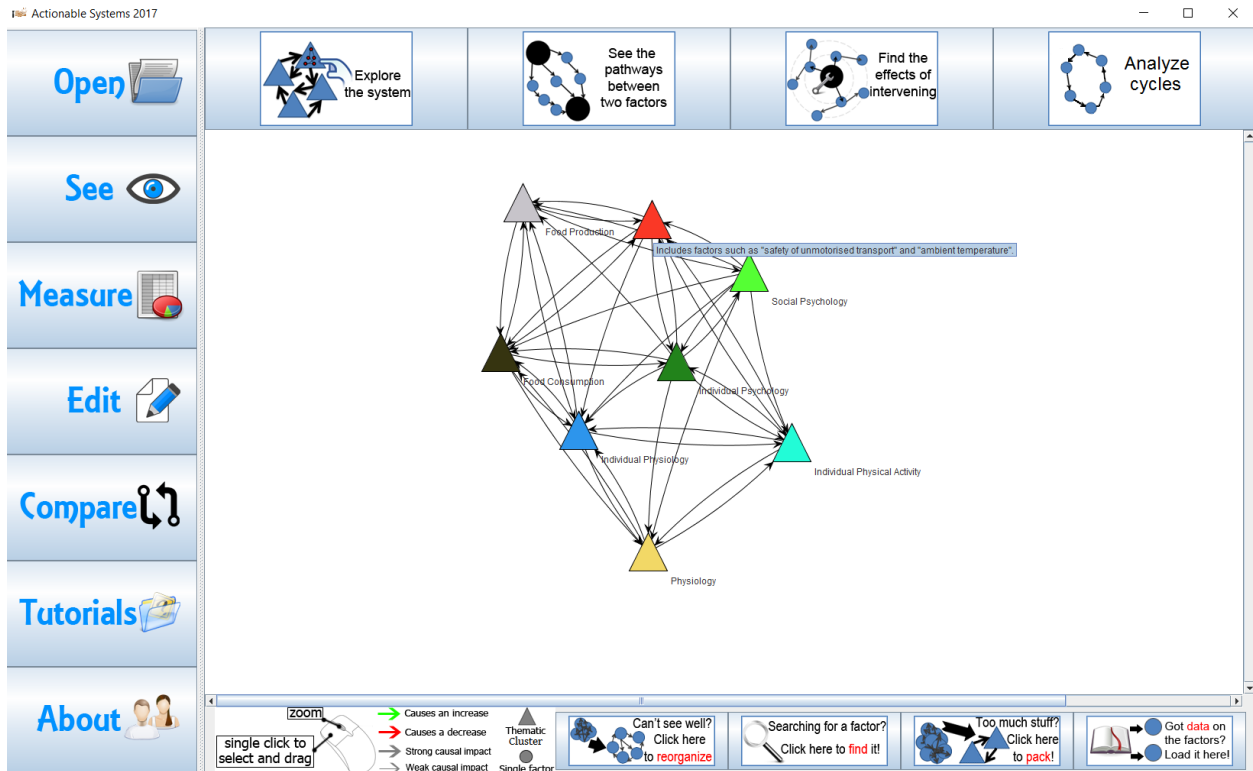 Actionable Systems 2017
Open
See
Measure
Edit
Compare
Tutorials
About
Explore
the system
See the
pathways
between
two factors
Find the
effects of
intervening
Analyze
cycles
Food Production
Includes factors such as "safety of unmotorised transport" and "ambient temperature".
Social Psychology
Food Consumption
Individual Psychology
Individual Physiology
Individual Physical Activity
Physiology
zoom
single click to
select and drag
Causes an increase
Causes a decrease
Strong causal impact
Weak causal impact
Thematic
Cluster
Single factor
Can't see well?
Click here
to reorganize
Searching for a factor?
Click here to find it!
Too much stuff?
Click here
to pack!
Got data on
the factors?
Load it here!